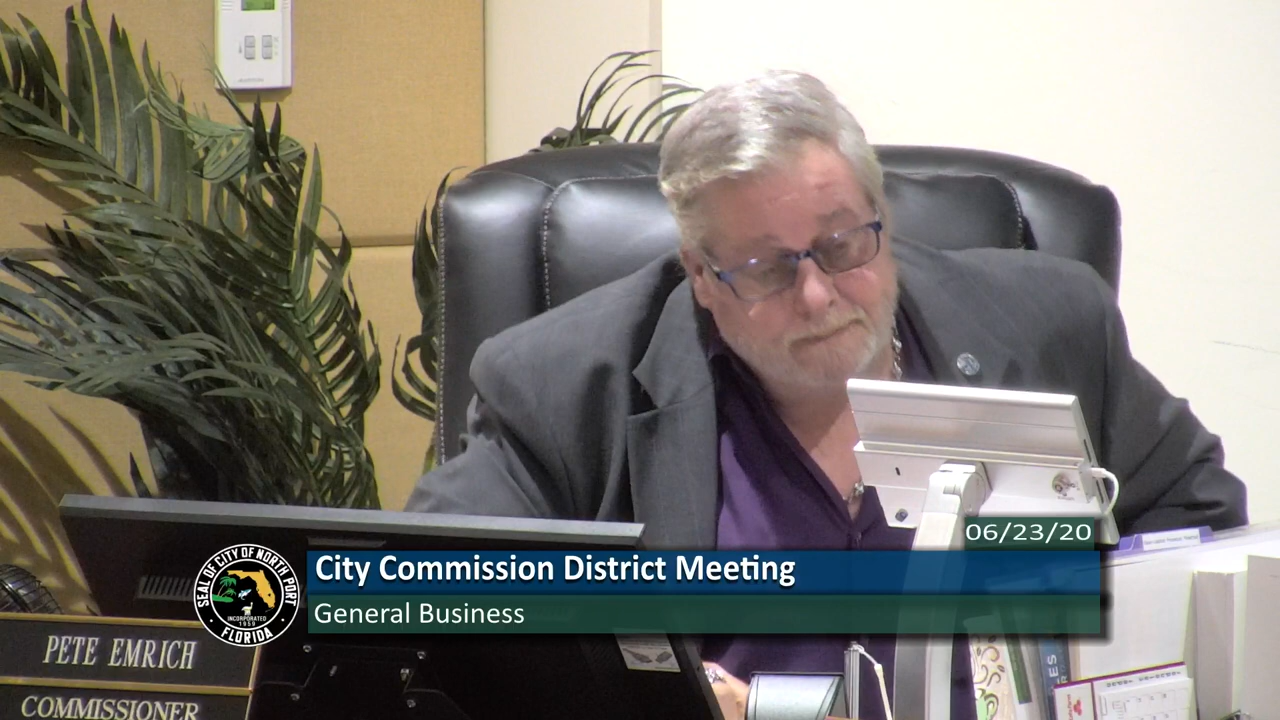 06/23/20
City Commission District Meeting
General Business
SEAL OF CITY OF NORTH PORT
INCORPORATED
1959
FLORIDA
PETE EMRICH
COMMISSIONER